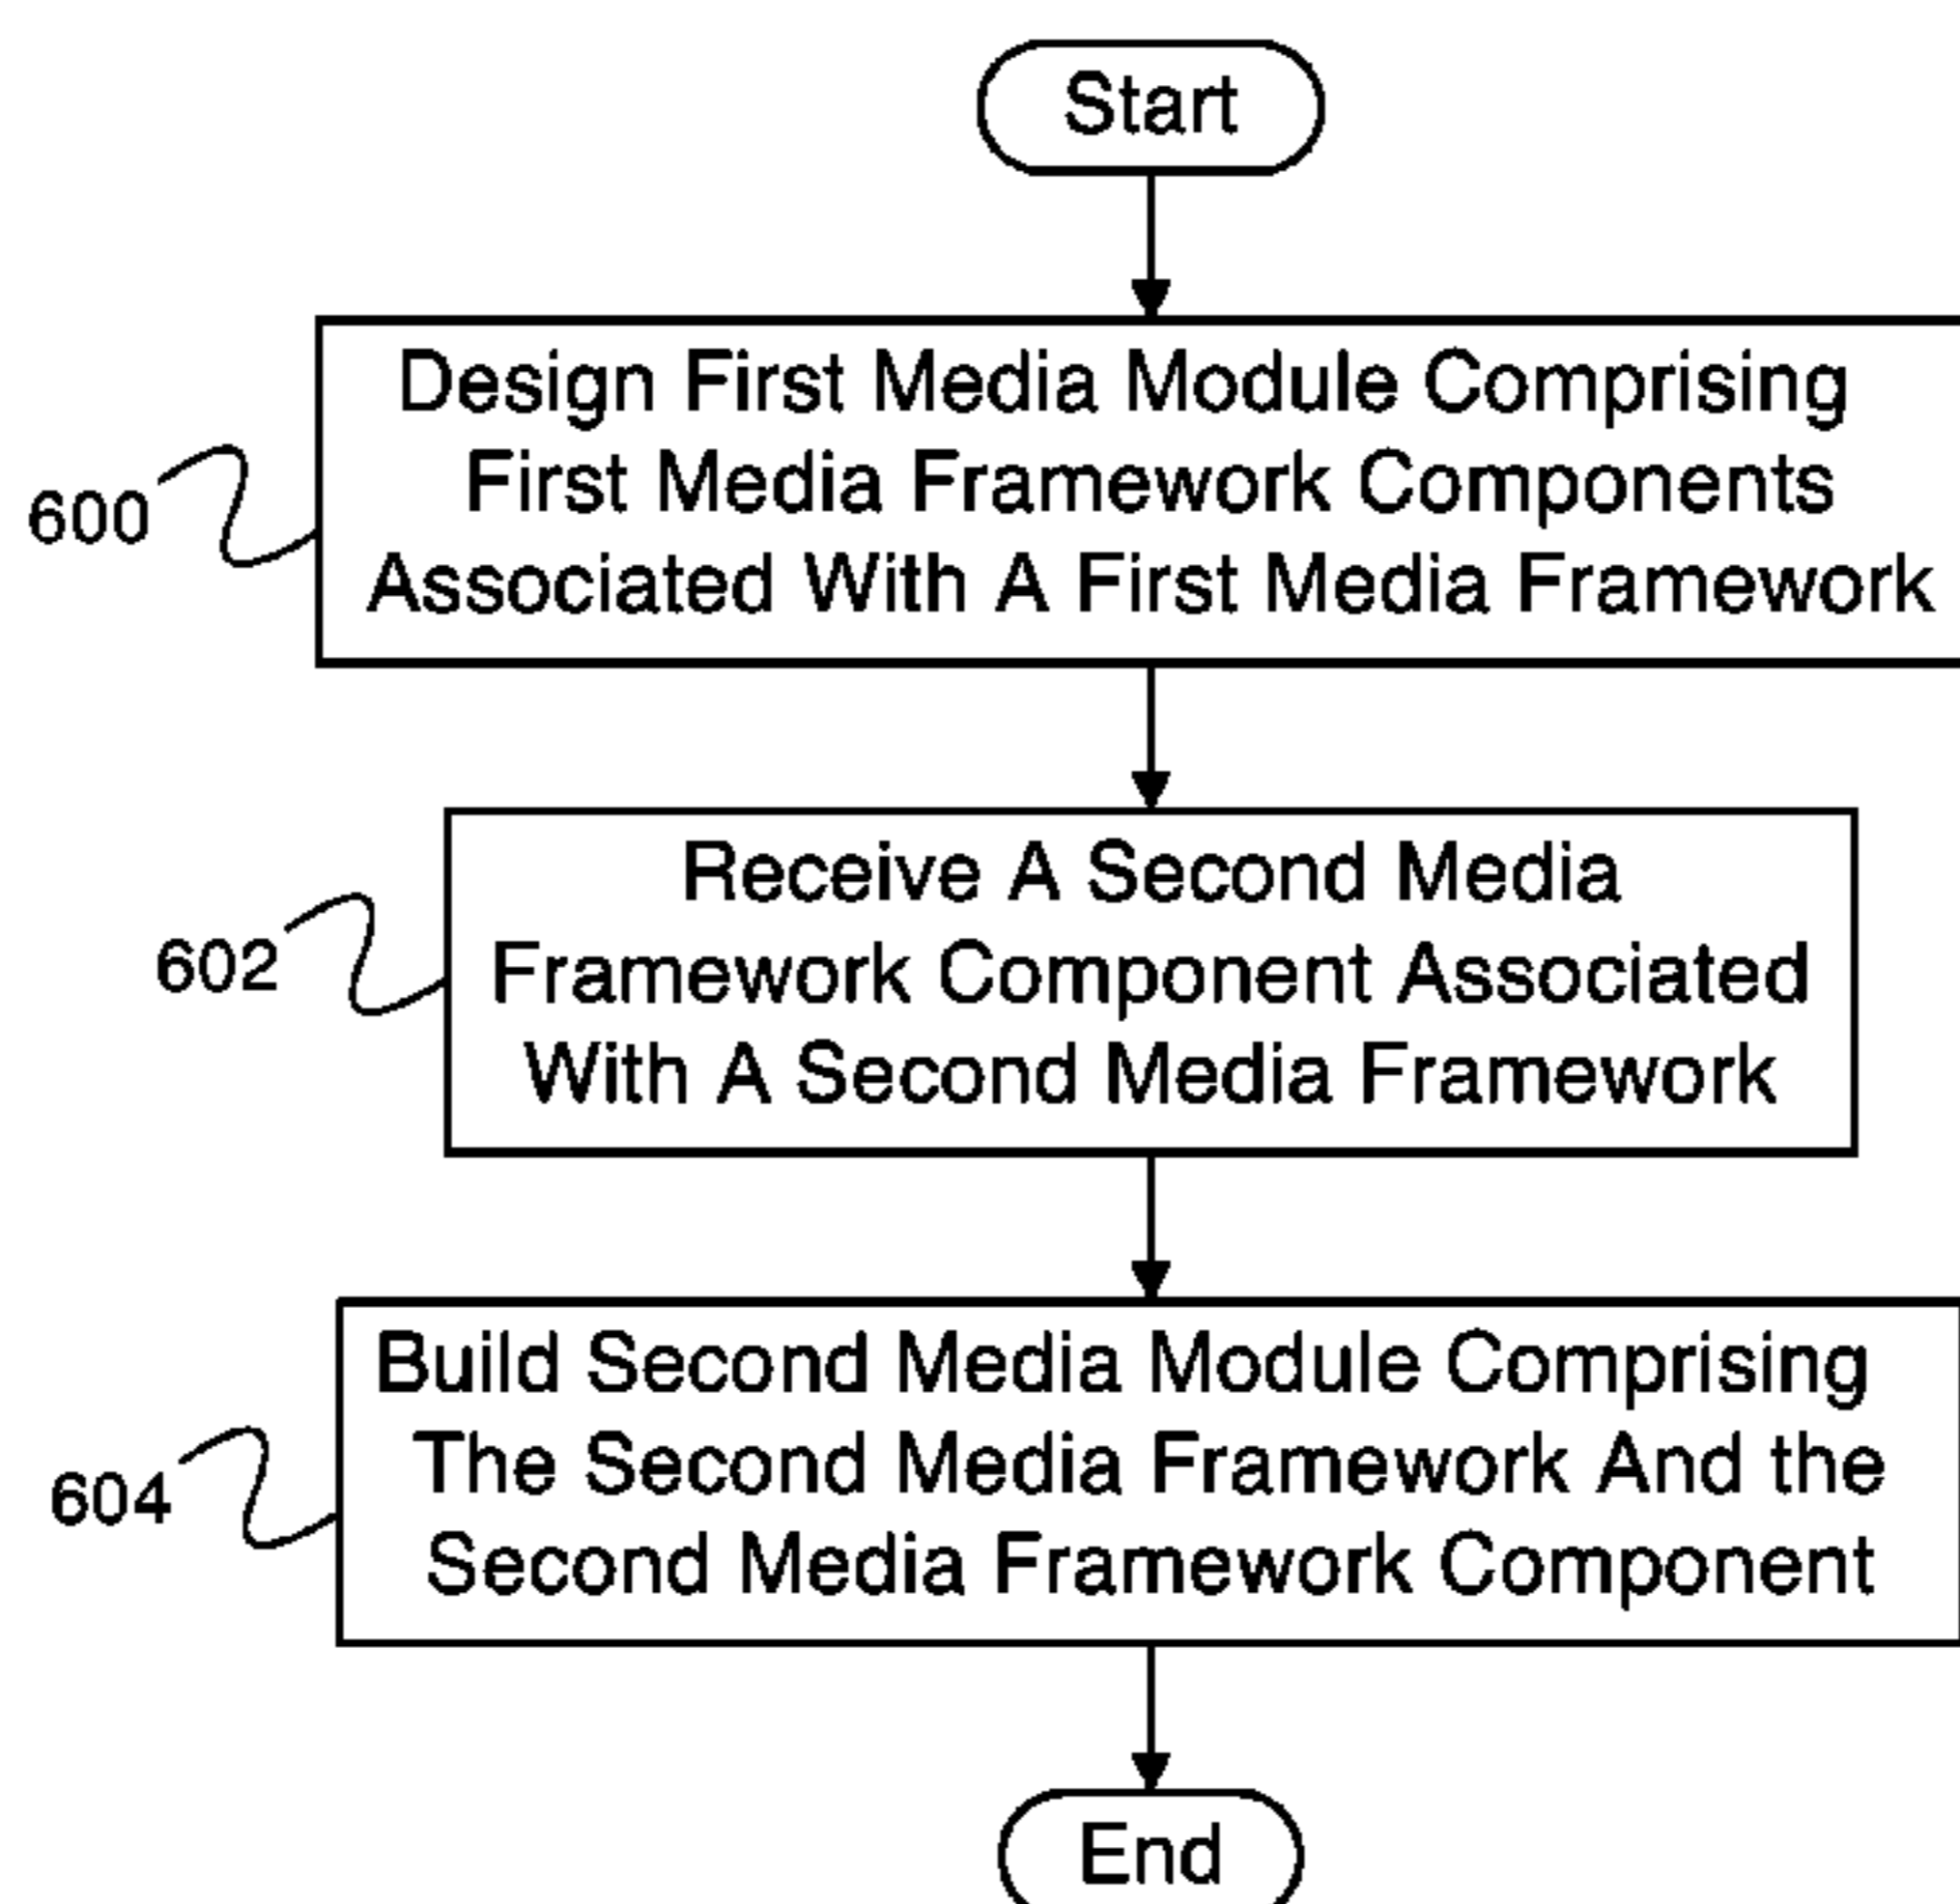 Start
Design First Media Module Comprising
First Media Framework Components
Associated With A First Media Framework
600
Receive A Second Media
Framework Component Associated
With A Second Media Framework
602
Build Second Media Module Comprising
The Second Media Framework And the
Second Media Framework Component
604
End